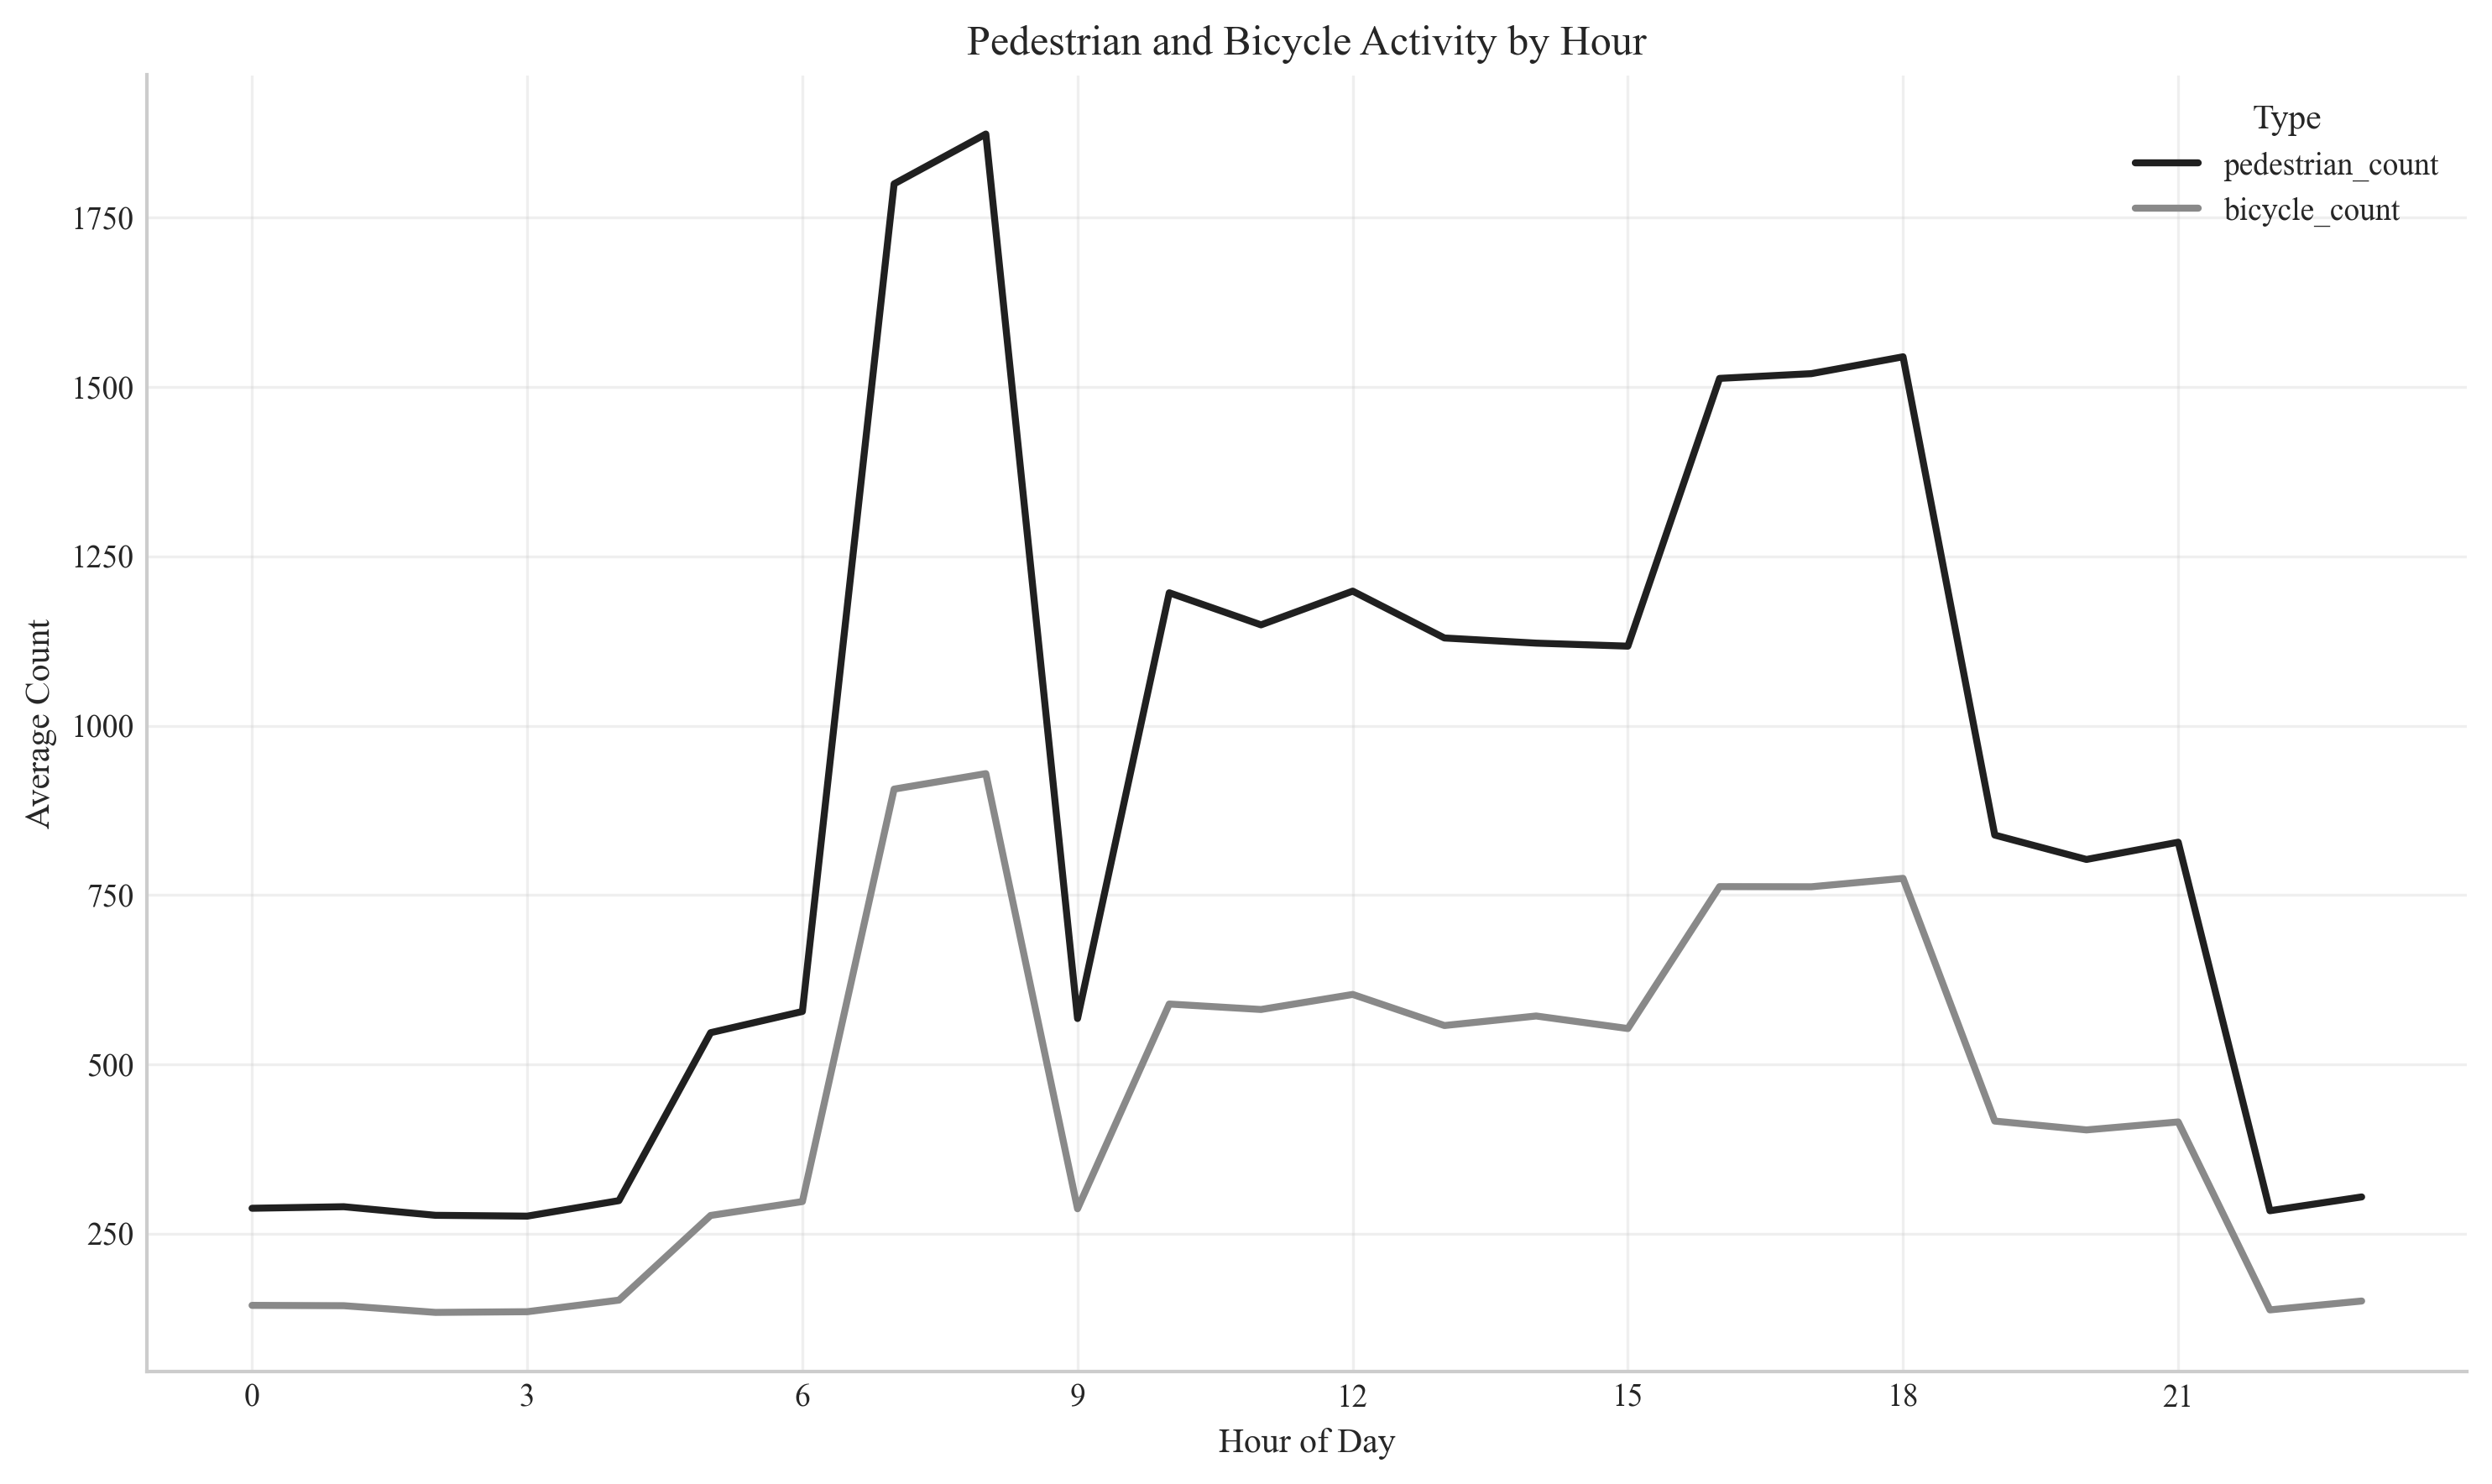 Pedestrian and Bicycle Activity by Hour
Type
pedestrian_count
bicycle_count
1750
1500
1250
1000
750
500
250
Average Count
0 3 6 9 12 15 18 21
Hour of Day